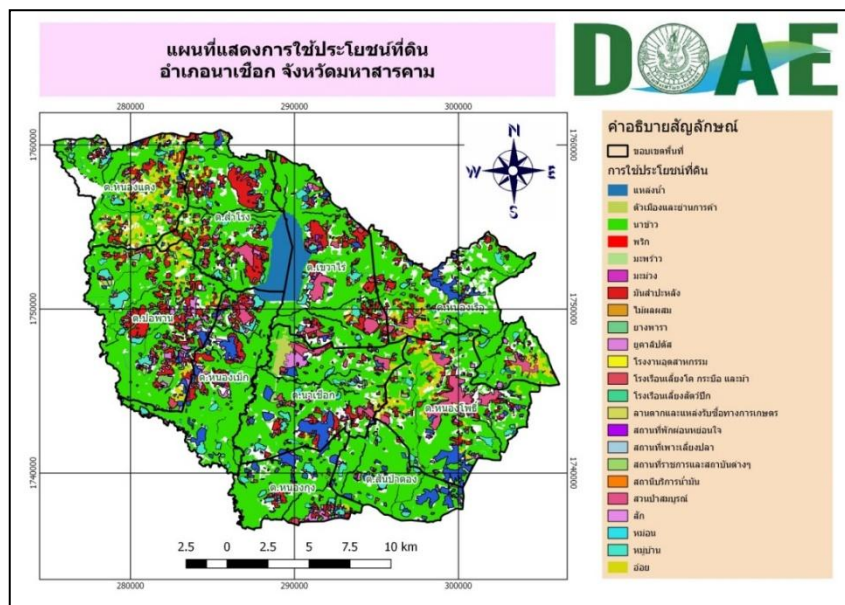 แผนที่แสดงการใช้ประโยชน์ที่ดิน
อำเภอนาเชือก จังหวัดมหาสารคาม
DOAE
280000 290000 300000
1760000 1760000
1750000 1750000
1740000 1740000
N
W E
S
ต.หนองแดง
ต.สำโรง
ต.เขวาไร่
ต.หนองเรือ
ต.ปอพาน
ต.หนองเม็ก
ต.นาเชือก
ต.หนองโพธิ์
ต.สันป่าตอง
ต.หนองกุง
2.5 0 2.5 5 7.5 10 km
280000 290000 300000
คำอธิบายสัญลักษณ์
ขอบเขตพื้นที่
การใช้ประโยชน์ที่ดิน
แหล่งน้ำ
ตัวเมืองและย่านการค้า
นาข้าว
พริก
มะพร้าว
มะม่วง
มันสำปะหลัง
ไม้ผลผสม
ยางพารา
ยูคาลิปตัส
โรงงานอุตสาหกรรม
โรงเรือนเลี้ยงโค กระบือ และม้า
โรงเรือนเลี้ยงสัตว์ปีก
ลานตากและแหล่งรับซื้อทางการเกษตร
สถานที่พักผ่อนหย่อนใจ
สถานที่เพาะเลี้ยงปลา
สถานที่ราชการและสถาบันต่างๆ
สถานีบริการน้ำมัน
สวนป่าสมบูรณ์
สัก
หม่อน
หมู่บ้าน
อ้อย